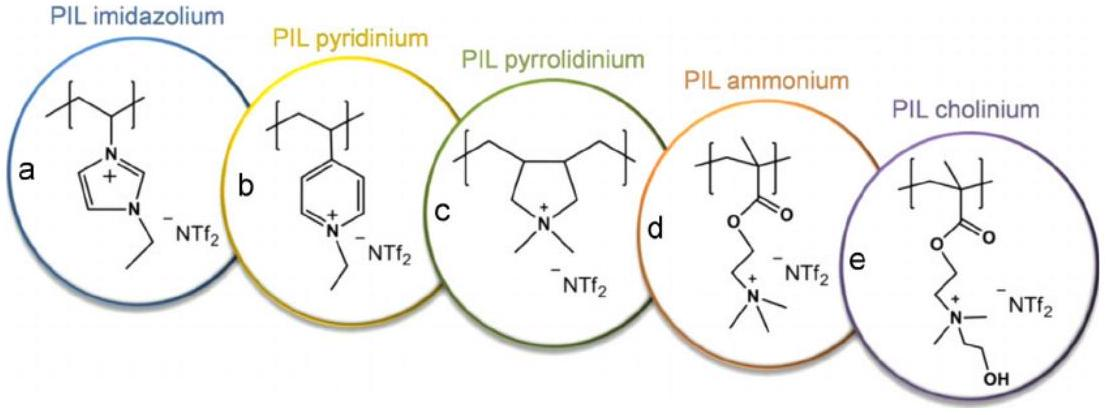 PIL imidazolium
PIL pyridinium
PIL pyrrolidinium
PIL ammonium
PIL cholinium
a
N
+
N
−NTf₂
b
N
+
−NTf₂
c
+
N
−NTf₂
d
O
O
+
N
−NTf₂
e
O
O
+
N
−NTf₂
OH